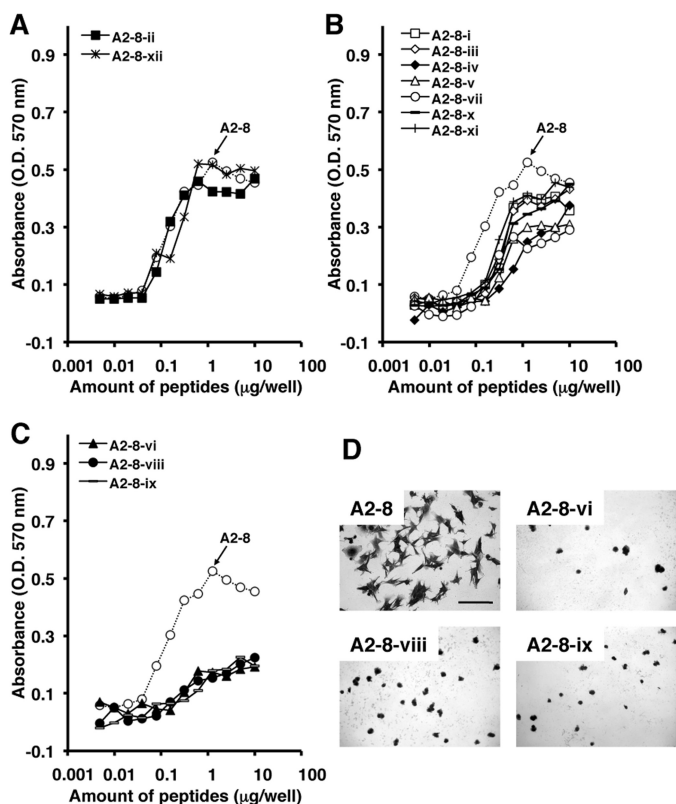 A
A2-8-ii
A2-8-xii
A2-8
Absorbance (O.D. 570 nm)
0.9
0.7
0.5
0.3
0.1
-0.1
0.001
0.01
0.1
1
10
100
Amount of peptides (µg/well)
B
A2-8-i
A2-8-iii
A2-8-iv
A2-8-v
A2-8-vii
A2-8-x
A2-8-xi
A2-8
Absorbance (O.D. 570 nm)
0.9
0.7
0.5
0.3
0.1
-0.1
0.001
0.01
0.1
1
10
100
Amount of peptides (µg/well)
C
A2-8-vi
A2-8-viii
A2-8-ix
A2-8
Absorbance (O.D. 570 nm)
0.9
0.7
0.5
0.3
0.1
-0.1
0.001
0.01
0.1
1
10
100
Amount of peptides (µg/well)
D
A2-8
A2-8-vi
A2-8-viii
A2-8-ix